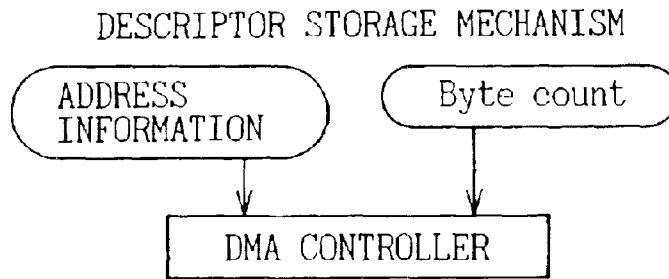 DESCRIPTOR STORAGE MECHANISM
ADDRESS
INFORMATION
Byte count
DMA CONTROLLER